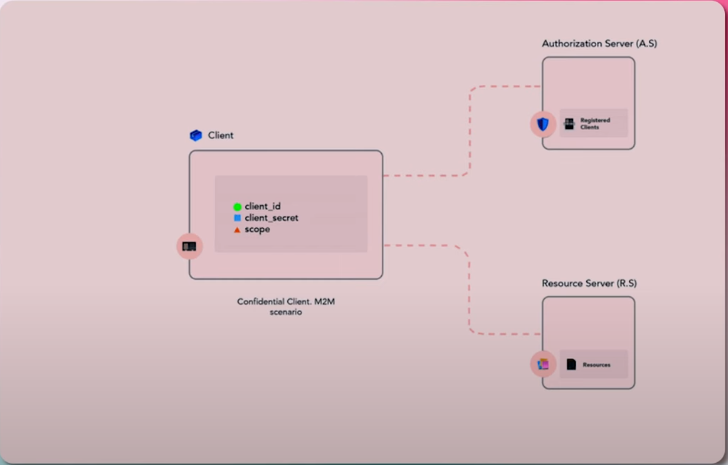 Authorization Server (A.S)
Registered
Clients
Client
client_id
client_secret
scope
Confidential Client. M2M
scenario
Resource Server (R.S)
Resources